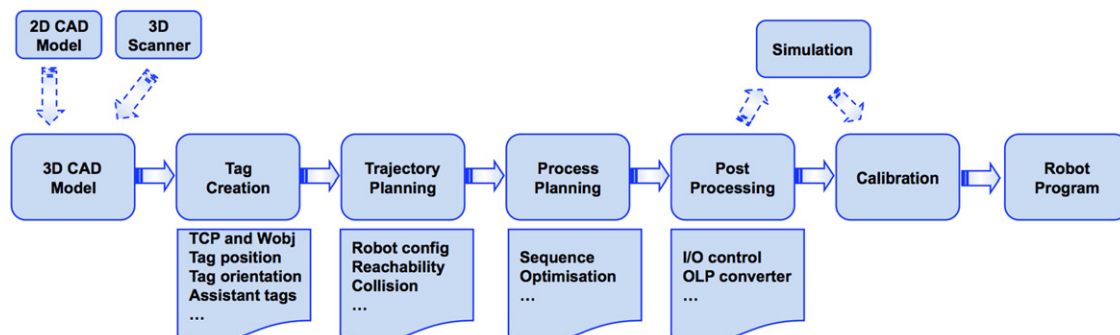 2D CAD
Model
3D
Scanner
Simulation
3D CAD
Model
Tag
Creation
Trajectory
Planning
Process
Planning
Post
Processing
Calibration
Robot
Program
TCP and Wobj
Tag position
Tag orientation
Assistant tags
…
Robot config
Reachability
Collision
…
Sequence
Optimisation
…
I/O control
OLP converter
…